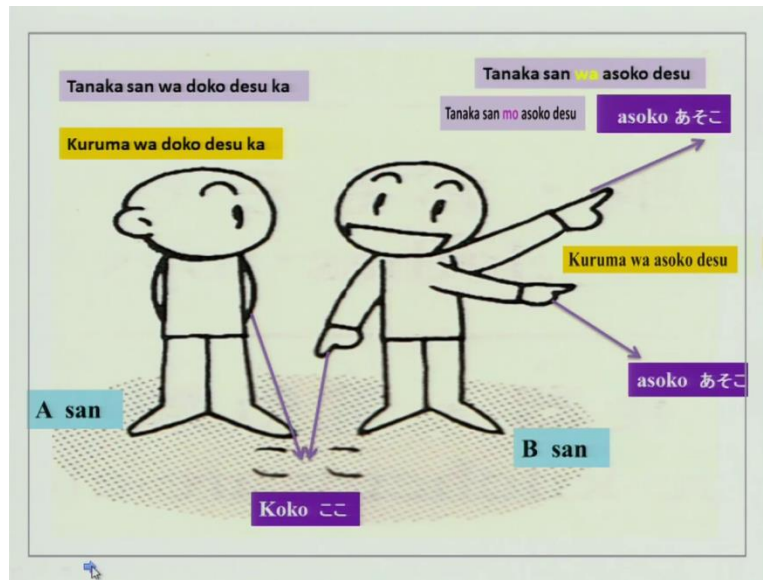 Tanaka san wa doko desu ka
Tanaka san wa asoko desu
Tanaka san mo asoko desu
asoko あそこ
Kuruma wa doko desu ka
Kuruma wa asoko desu
asoko あそこ
A san
B san
Koko ここ